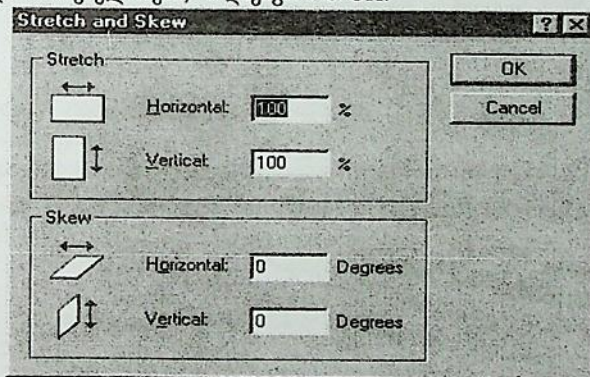 Stretch and Skew
Stretch
OK
Horizontal: 100 %
Cancel
Vertical: 100 %
Skew
Horizontal: 0 Degrees
Vertical: 0 Degrees